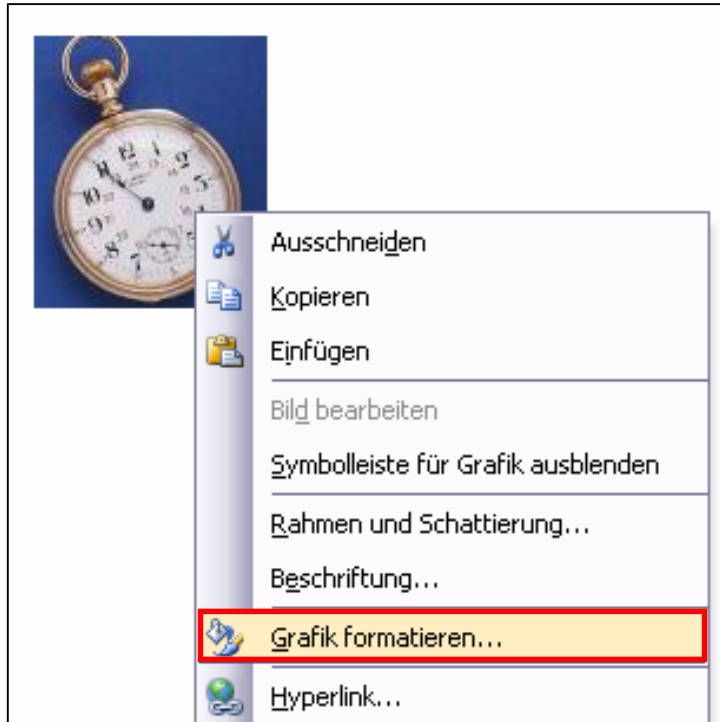 Ausschneiden
Kopieren
Einfügen
Bild bearbeiten
Symbolleiste für Grafik ausblenden
Rahmen und Schattierung...
Beschriftung...
Grafik formatieren...
Hyperlink...